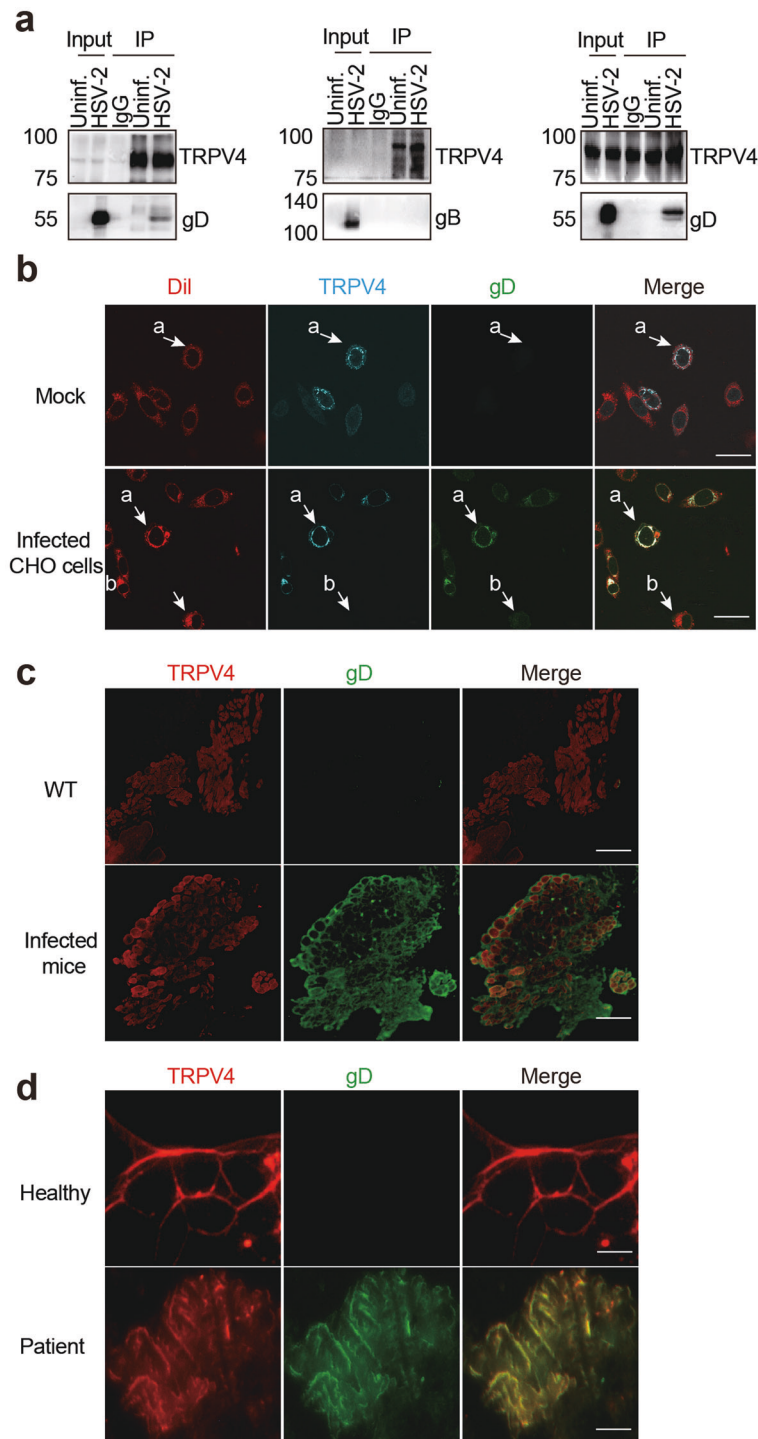 a
Input IP Input IP Input IP
Uninf. HSV-2 IgG Uninf. HSV-2 Uninf. HSV-2 IgG Uninf. HSV-2 Uninf. HSV-2 IgG Uninf. HSV-2
100 TRPV4 100 TRPV4 100 TRPV4
75 75 75
55 gD 140 gB 55 gD
100
b
Dil TRPV4 gD Merge
a a a a
Mock
a a a a
Infected
CHO cells
b b b b
c
TRPV4 gD Merge
WT
Infected
mice
d
TRPV4 gD Merge
Healthy
Patient